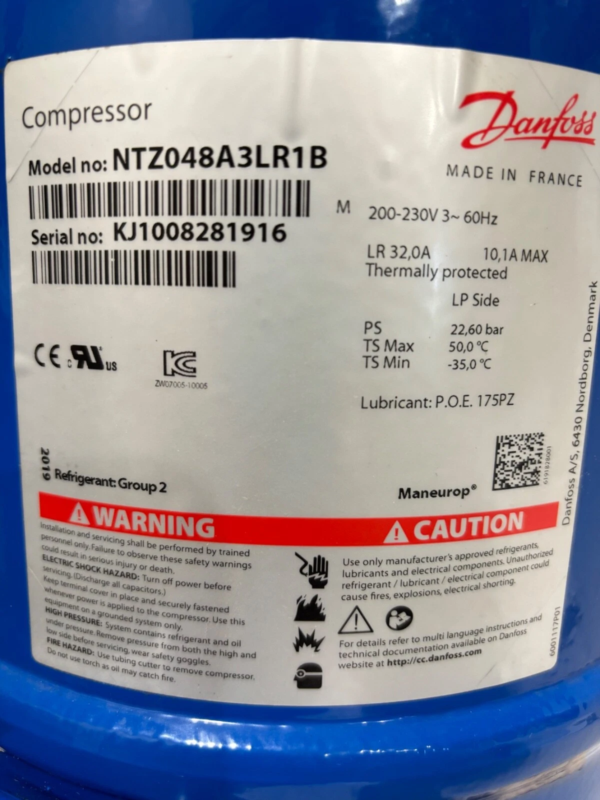 Compressor
Danfoss
MADE IN FRANCE
Model no: NTZ048A3LR1B
M 200-230V 3~ 60Hz
Serial no: KJ1008281916
LR 32,0A 10,1A MAX
Thermally protected
LP Side
PS 22,60 bar
TS Max 50,0 °C
TS Min -35,0 °C
CE c RU us
KC
ZW07005-10005
Lubricant: P.O.E. 175PZ
2019
Refrigerant: Group 2
Maneurop®
Danfoss A/S, 6430 Nordborg, Denmark
WARNING
Installation and servicing shall be performed by trained
personnel only. Failure to observe these safety warnings
could result in serious injury or death.
ELECTRIC SHOCK HAZARD: Turn off power before
servicing. (Discharge all capacitors.)
Keep terminal cover in place and securely fastened
whenever power is applied to the compressor. Use this
equipment on a grounded system only.
HIGH PRESSURE: System contains refrigerant and oil
under pressure. Remove pressure from both the high and
low side before servicing, wear safety goggles.
FIRE HAZARD: Use tubing cutter to remove compressor.
Do not use torch as oil may catch fire.
CAUTION
Use only manufacturer's approved refrigerants,
lubricants and electrical components. Unauthorized
refrigerant / lubricant / electrical component could
cause fires, explosions, electrical shorting.
For details refer to multi language instructions and
technical documentation available on Danfoss
website at http://cc.danfoss.com
6001117P01